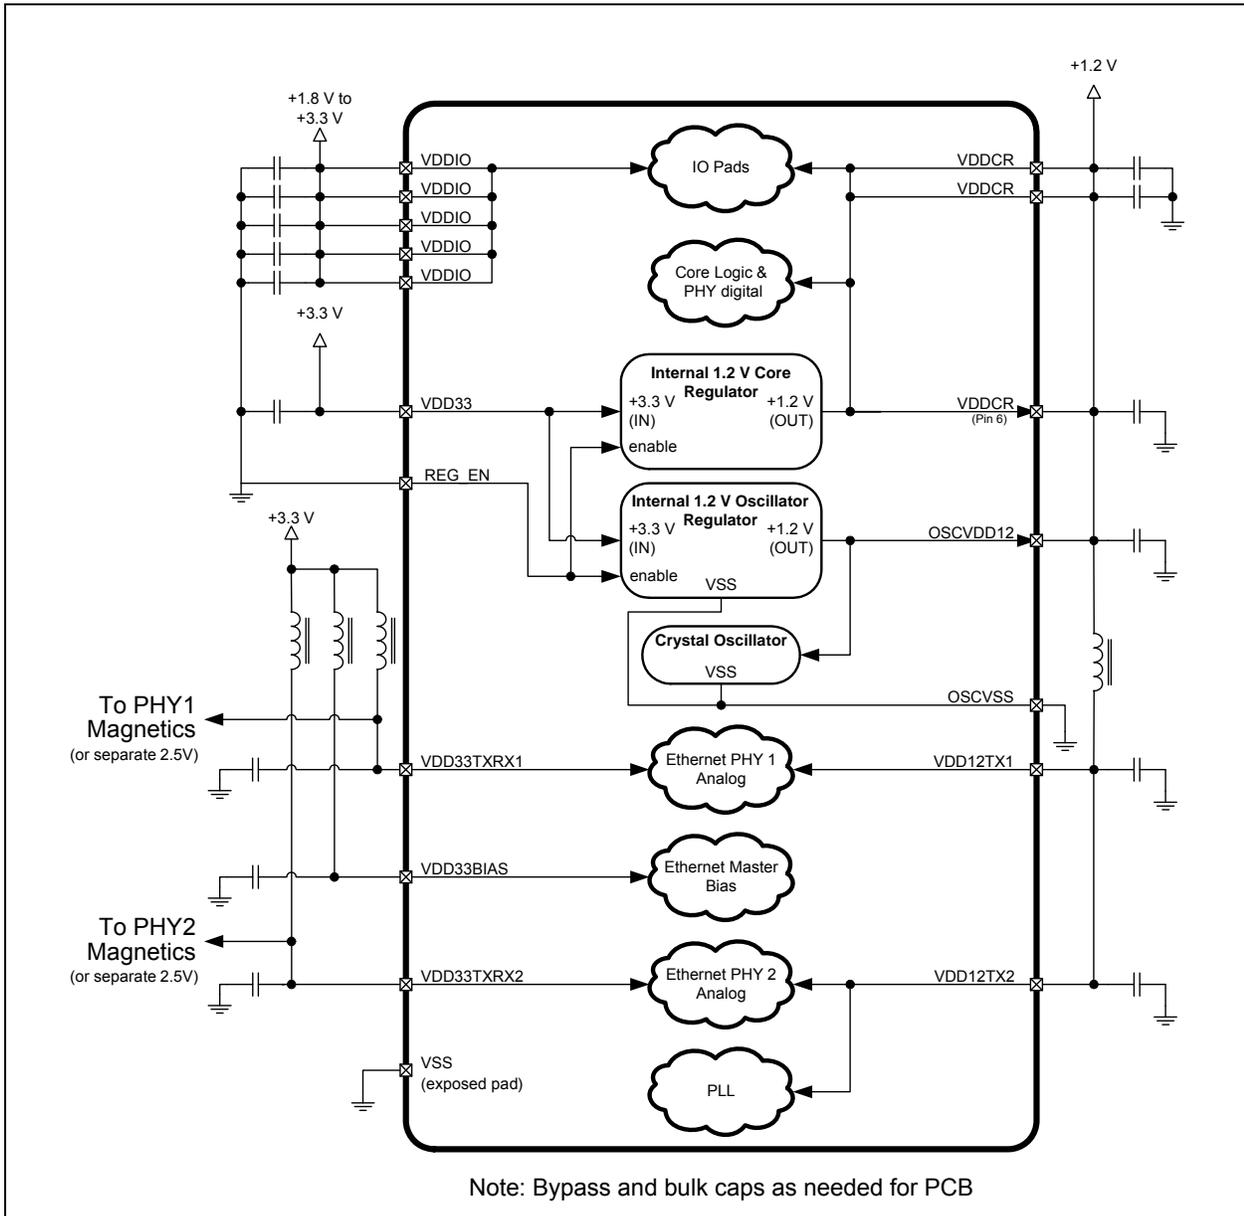 +1.2 V
+1.8 V to
+3.3 V
VDDIO
IO Pads
VDDCR
VDDIO
VDDCR
VDDIO
VDDIO
VDDIO
Core Logic &
PHY digital
+3.3 V
Internal 1.2 V Core
Regulator
VDD33
+3.3 V
(IN)
+1.2 V
(OUT)
enable
VDDCR
(Pin 6)
REG_EN
Internal 1.2 V Oscillator
Regulator
+3.3 V
(IN)
+1.2 V
(OUT)
enable
VSS
OSCVDD12
+3.3 V
Crystal Oscillator
VSS
OSCVSS
To PHY1
Magnetics
(or separate 2.5V)
VDD33TXRX1
Ethernet PHY 1
Analog
VDD12TX1
VDD33BIAS
Ethernet Master
Bias
To PHY2
Magnetics
(or separate 2.5V)
VDD33TXRX2
Ethernet PHY 2
Analog
VDD12TX2
VSS
(exposed pad)
PLL
Note: Bypass and bulk caps as needed for PCB